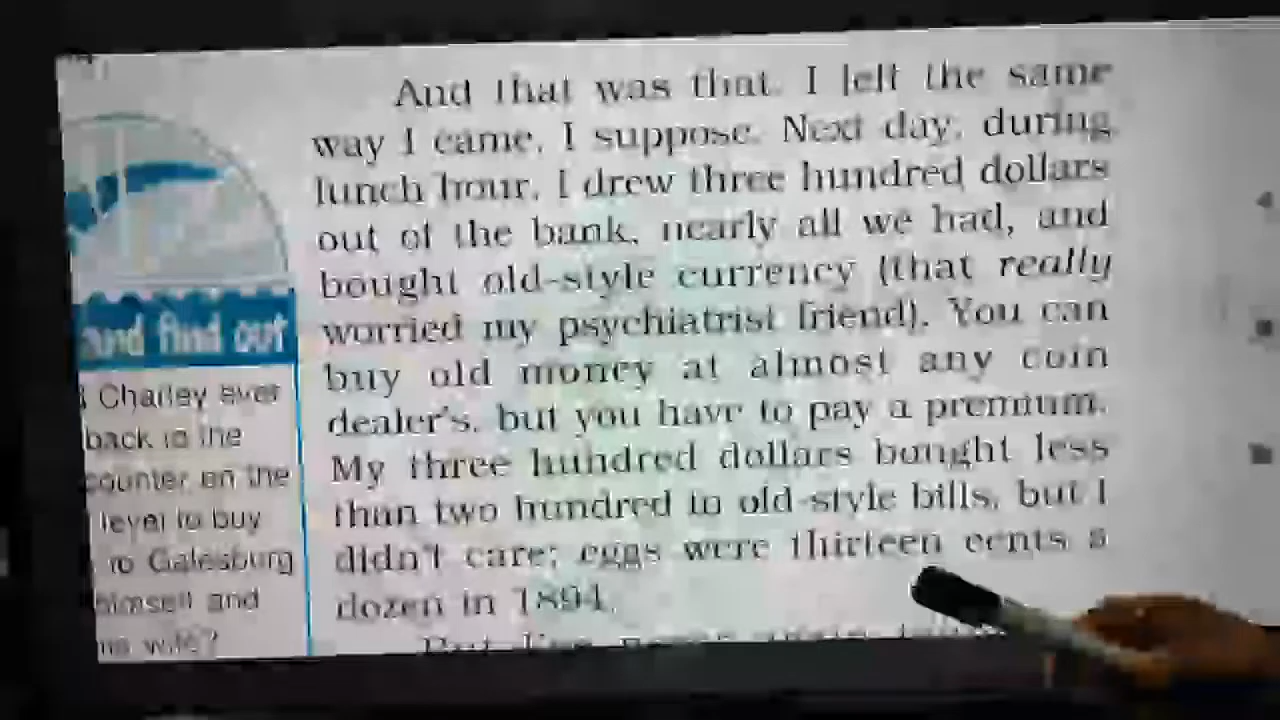 And that was that. I left the same
way I came, I suppose. Next day, during
lunch hour, I drew three hundred dollars
out of the bank, nearly all we had, and
bought old-style currency (that really
worried my psychiatrist friend). You can
buy old money at almost any coin
dealer's, but you have to pay a premium.
My three hundred dollars bought less
than two hundred in old-style bills, but I
didn't care; eggs were thirteen cents a
dozen in 1894.
and find out
Charley ever
back to the
counter on the
level to buy
to Galesburg
himself and
his wife?